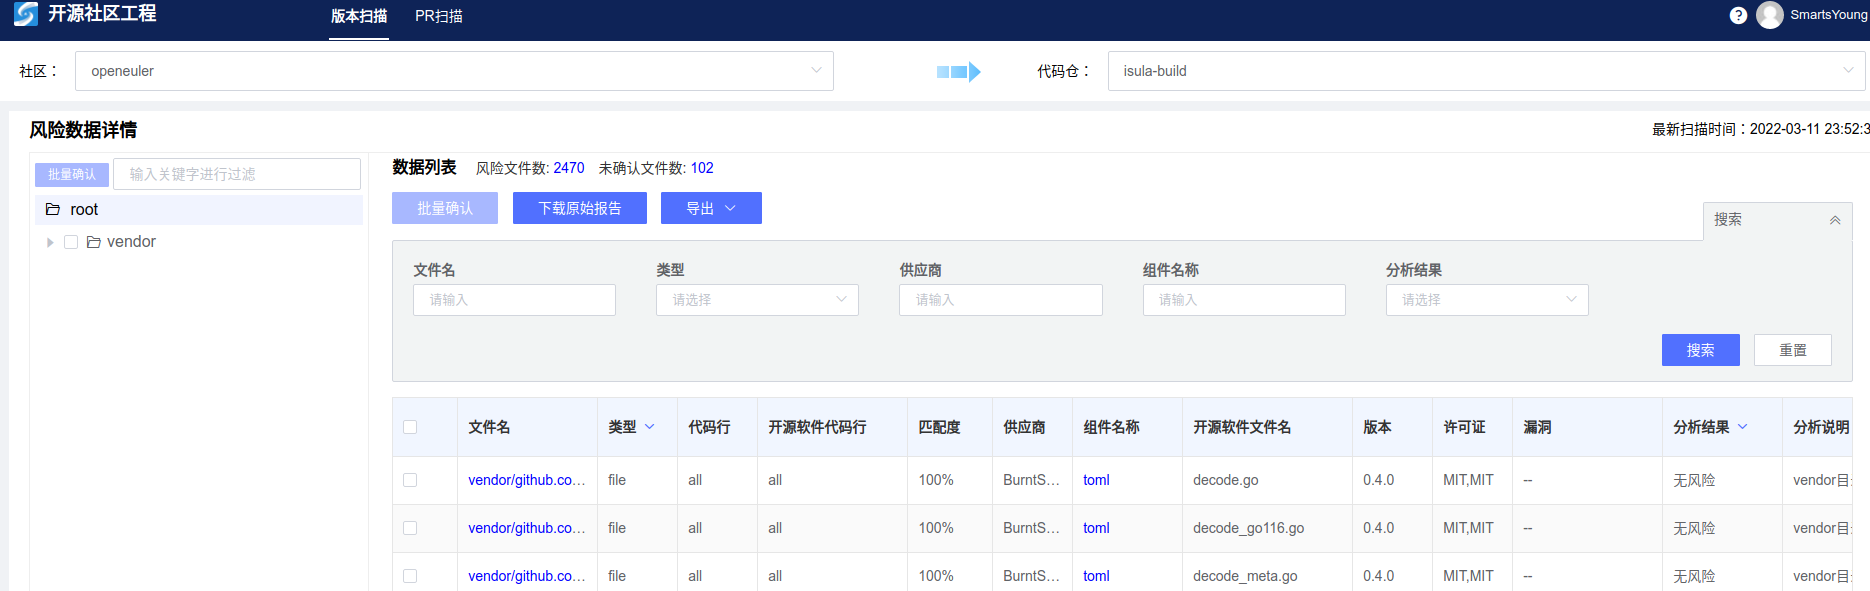 开源社区工程 版本扫描 PR扫描 ? SmartsYoung
社区： openeuler 代码仓： isula-build
风险数据详情 最新扫描时间：2022-03-11 23:52:3
批量确认 输入关键字进行过滤
root
vendor
数据列表 风险文件数: 2470 未确认文件数: 102
批量确认 下载原始报告 导出
搜索
文件名 类型 供应商 组件名称 分析结果
请输入 请选择 请输入 请输入 请选择
搜索 重置
文件名 类型 代码行 开源软件代码行 匹配度 供应商 组件名称 开源软件文件名 版本 许可证 漏洞 分析结果 分析说明
vendor/github.co… file all all 100% BurntS… toml decode.go 0.4.0 MIT,MIT -- 无风险 vendor目
vendor/github.co… file all all 100% BurntS… toml decode_go116.go 0.4.0 MIT,MIT -- 无风险 vendor目
vendor/github.co… file all all 100% BurntS… toml decode_meta.go 0.4.0 MIT,MIT -- 无风险 vendor目